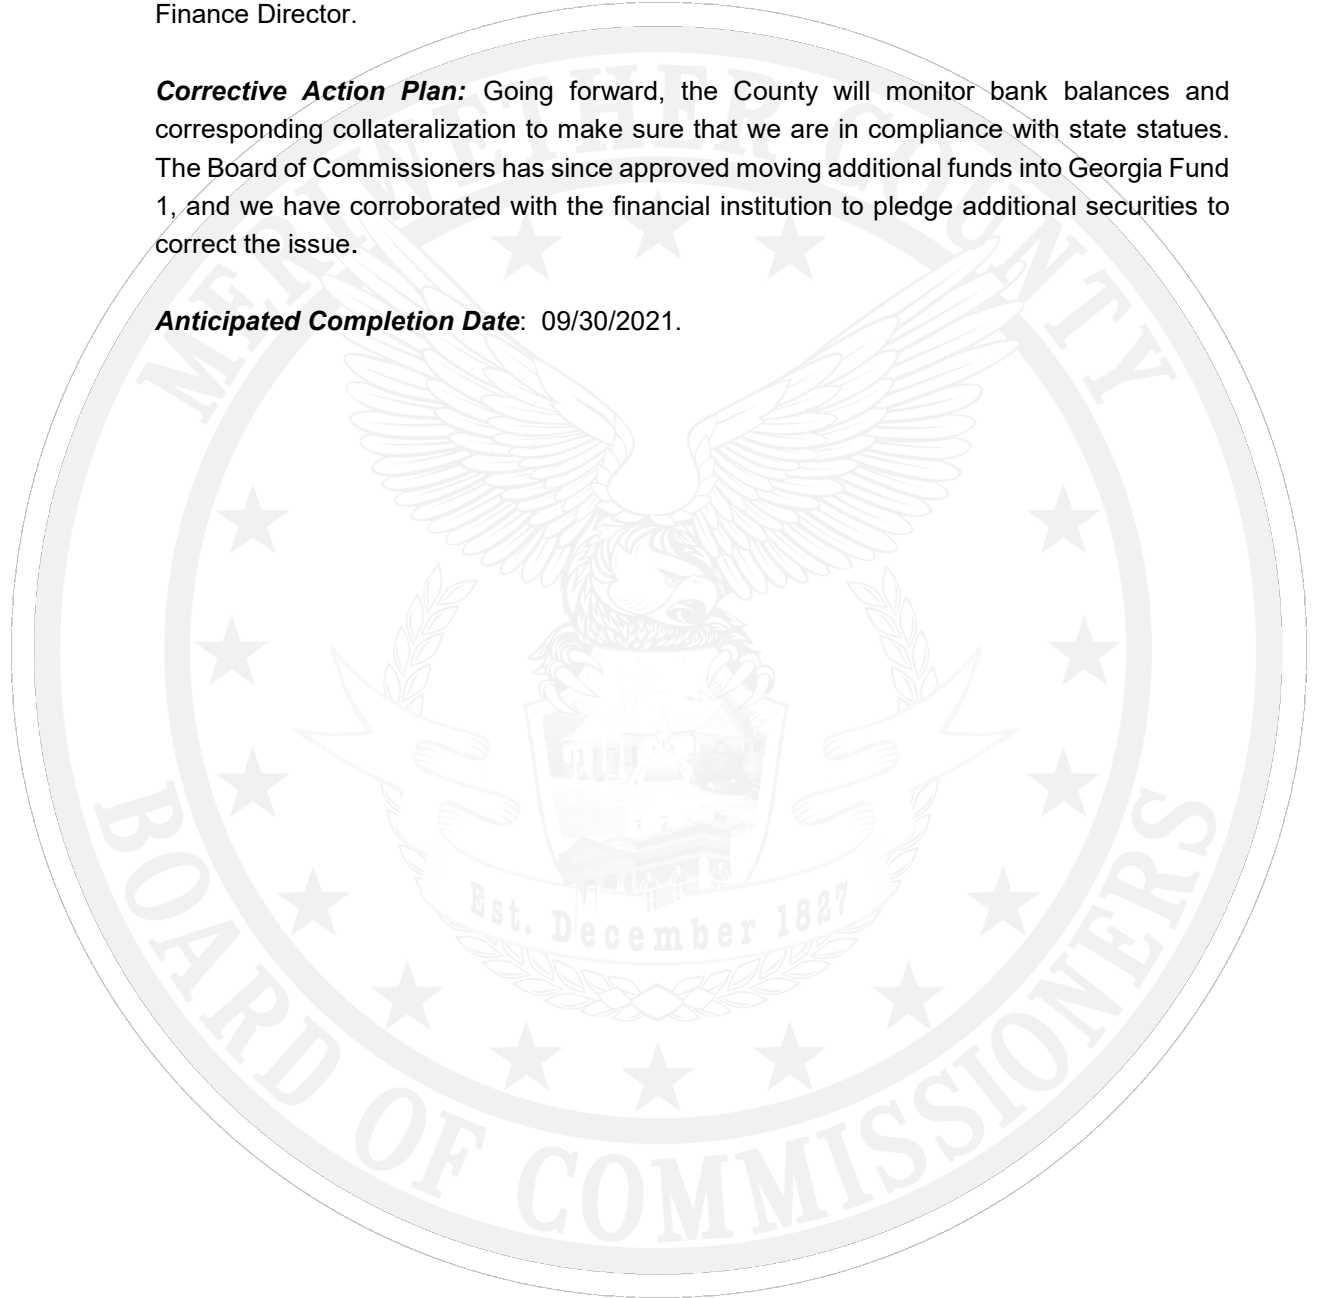 Finance Director.
Corrective Action Plan: Going forward, the County will monitor bank balances and
corresponding collateralization to make sure that we are in compliance with state statues.
The Board of Commissioners has since approved moving additional funds into Georgia Fund
1, and we have corroborated with the financial institution to pledge additional securities to
correct the issue.
Anticipated Completion Date: 09/30/2021.
MERIWETHER COUNTY
Est. December 1827
BOARD OF COMMISSIONERS